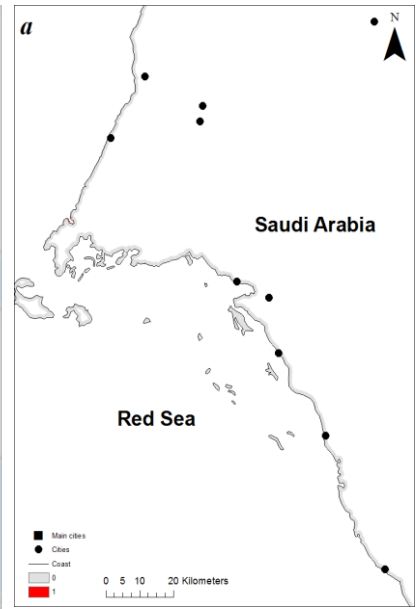 a
N
Saudi Arabia
Red Sea
Main cities
Cities
Coast
0
1
0 5 10 20 Kilometers